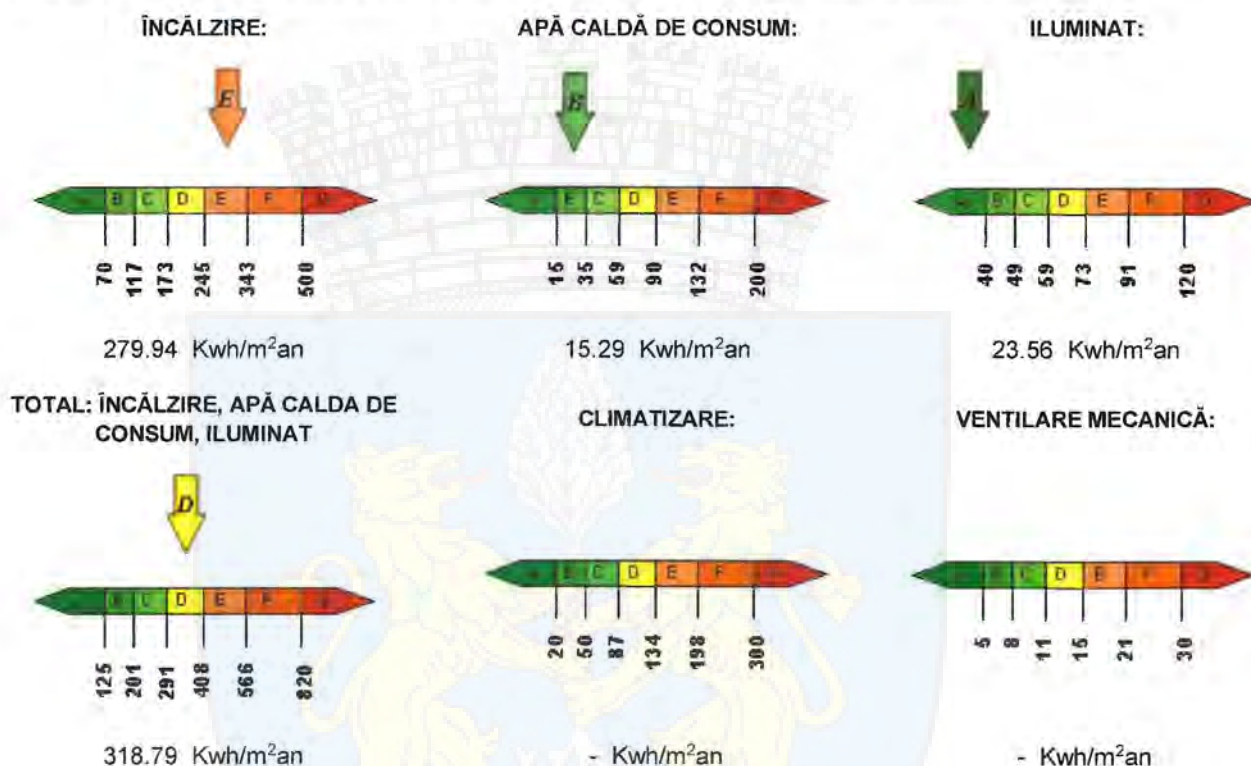 ÎNCĂLZIRE:
E
B C D E F
70 117 173 245 343 500
279.94 Kwh/m²an
APĂ CALDĂ DE CONSUM:
C D E F
15 35 59 90 132 200
15.29 Kwh/m²an
ILUMINAT:
A
B C D E F
40 49 59 73 91 120
23.56 Kwh/m²an
TOTAL: ÎNCĂLZIRE, APĂ CALDA DE
CONSUM, ILUMINAT
D
B C D E F
125 201 291 408 566 820
318.79 Kwh/m²an
CLIMATIZARE:
B C D E F
20 50 87 134 198 300
- Kwh/m²an
VENTILARE MECANICĂ:
C D F
5 8 11 15 21 30
- Kwh/m²an